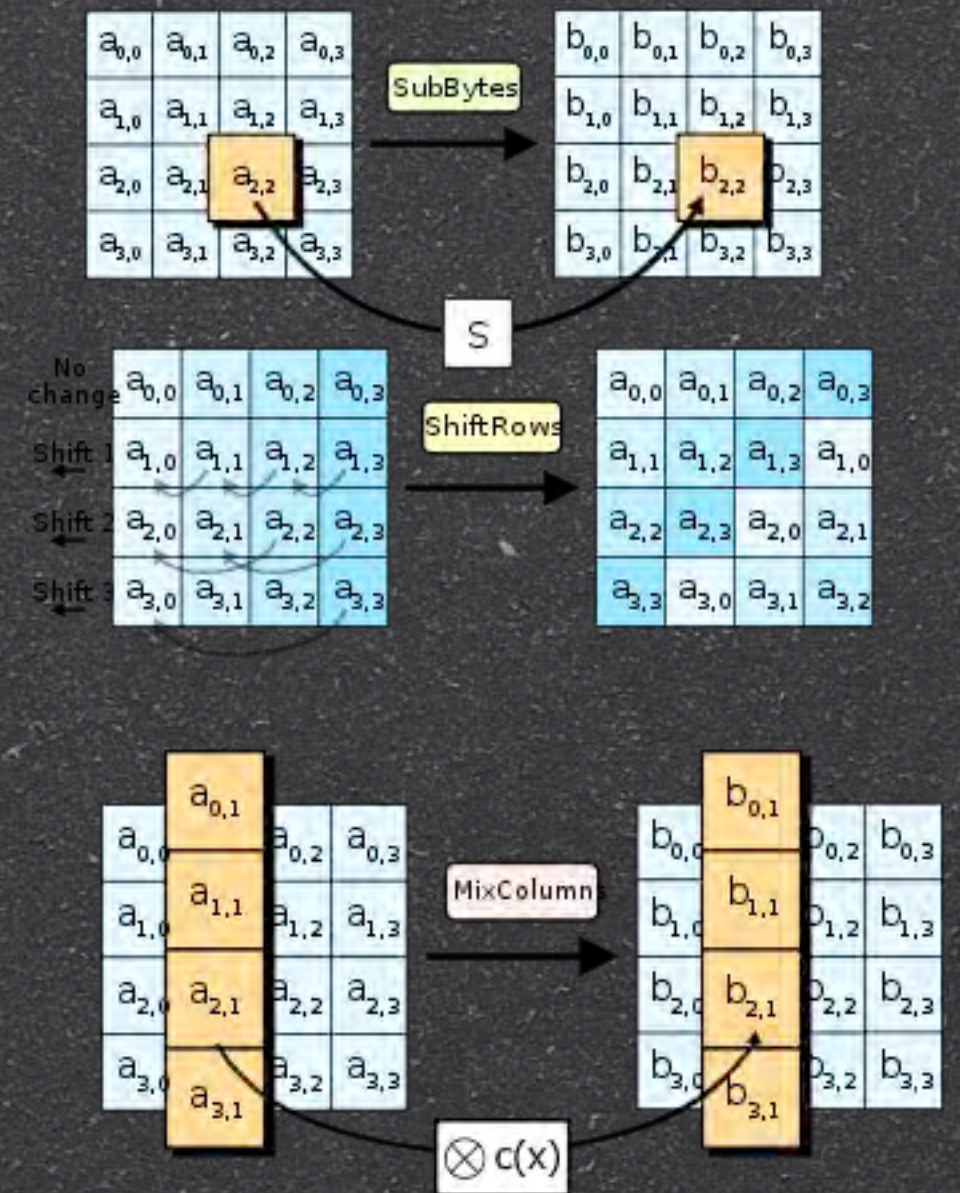 a0,0 a0,1 a0,2 a0,3
SubBytes
b0,0 b0,1 b0,2 b0,3
a1,0 a1,1 a1,2 a1,3
b1,0 b1,1 b1,2 b1,3
a2,0 a2,1 a2,2 a2,3
b2,0 b2,1 b2,2 b2,3
a3,0 a3,1 a3,2 a3,3
b3,0 b3,1 b3,2 b3,3
S
No
change
a0,0 a0,1 a0,2 a0,3
ShiftRows
a0,0 a0,1 a0,2 a0,3
Shift 1
a1,0 a1,1 a1,2 a1,3
a1,1 a1,2 a1,3 a1,0
Shift 2
a2,0 a2,1 a2,2 a2,3
a2,2 a2,3 a2,0 a2,1
Shift 3
a3,0 a3,1 a3,2 a3,3
a3,3 a3,0 a3,1 a3,2
a0,0 a0,1 a0,2 a0,3
MixColumns
b0,0 b0,1 b0,2 b0,3
a1,0 a1,1 a1,2 a1,3
b1,0 b1,1 b1,2 b1,3
a2,0 a2,1 a2,2 a2,3
b2,0 b2,1 b2,2 b2,3
a3,0 a3,1 a3,2 a3,3
b3,0 b3,1 b3,2 b3,3
⊗ c(x)